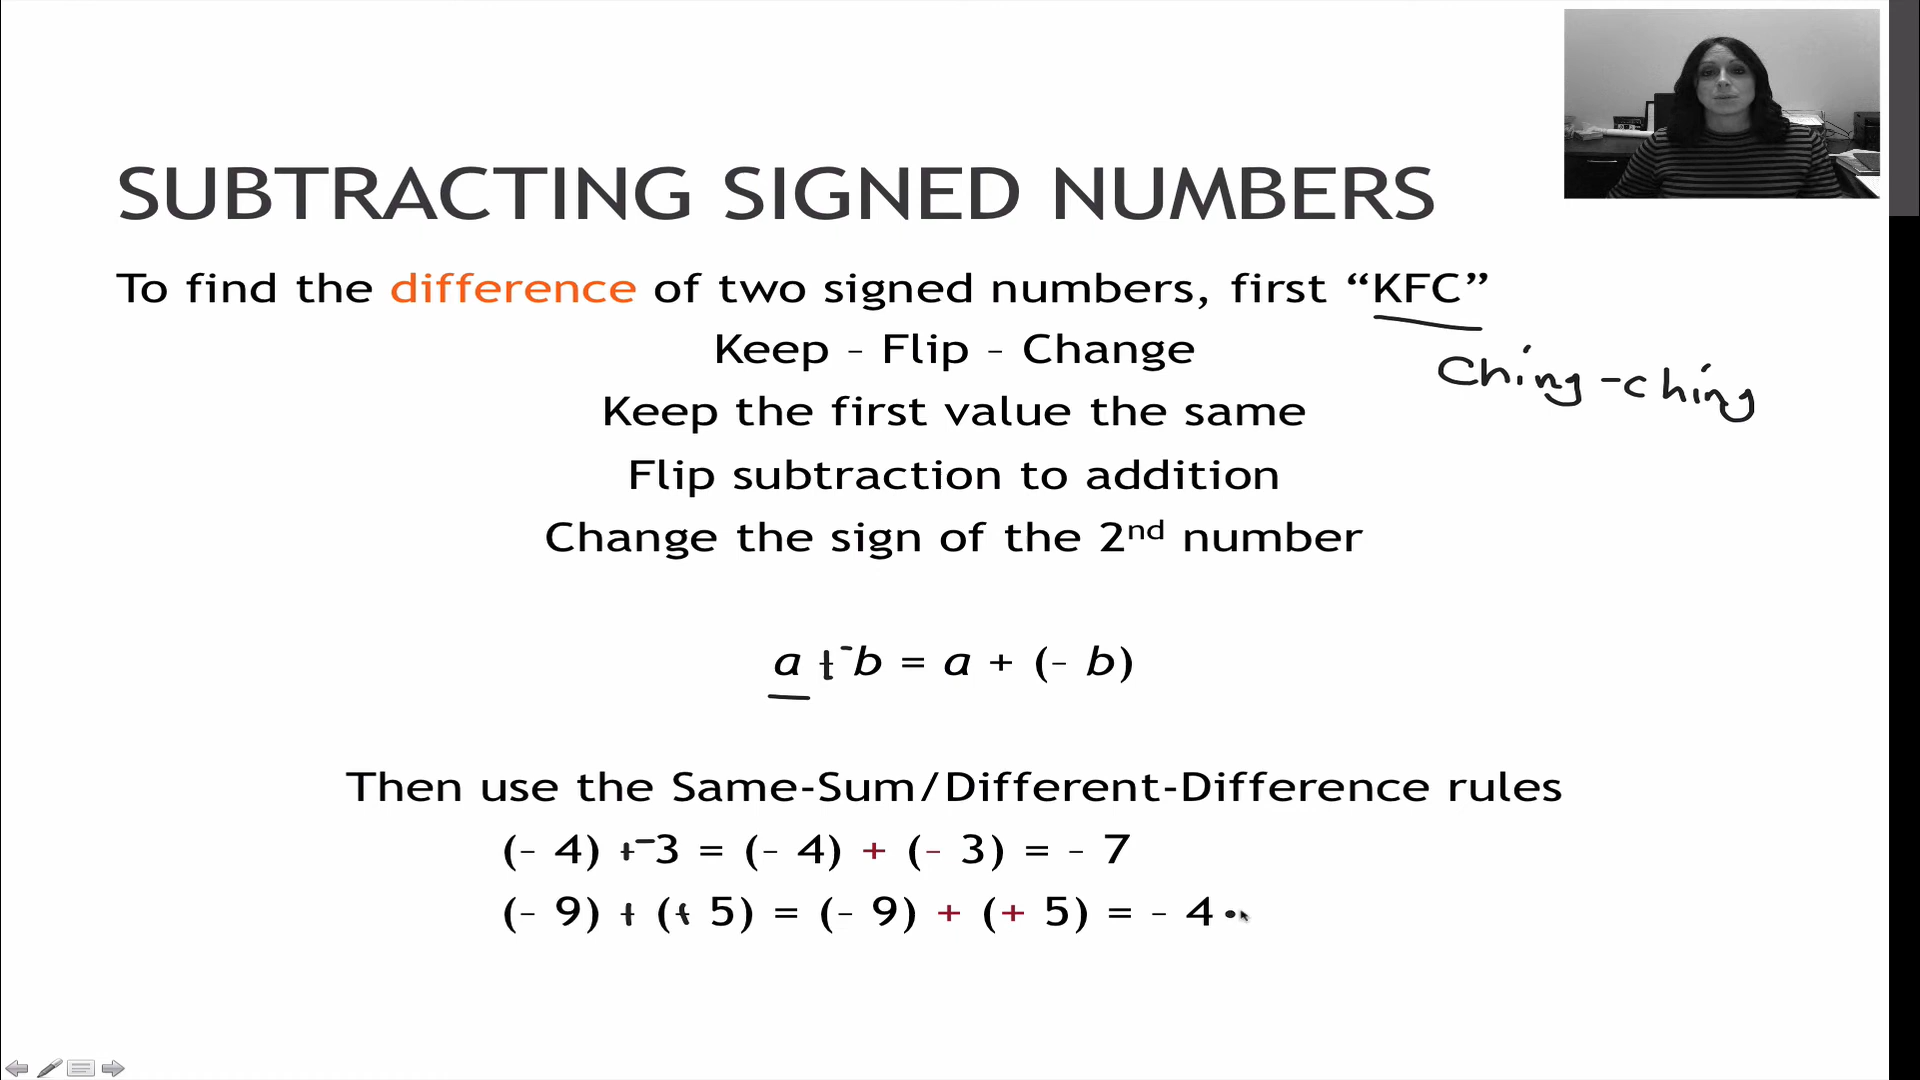 SUBTRACTING SIGNED NUMBERS
To find the difference of two signed numbers, first “KFC”
Keep – Flip – Change
Ching-ching
Keep the first value the same
Flip subtraction to addition
Change the sign of the 2nd number
a + -b = a + (– b)
Then use the Same-Sum/Different-Difference rules
(– 4) + -3 = (– 4) + (– 3) = – 7
(– 9) + (+ 5) = (– 9) + (+ 5) = – 4